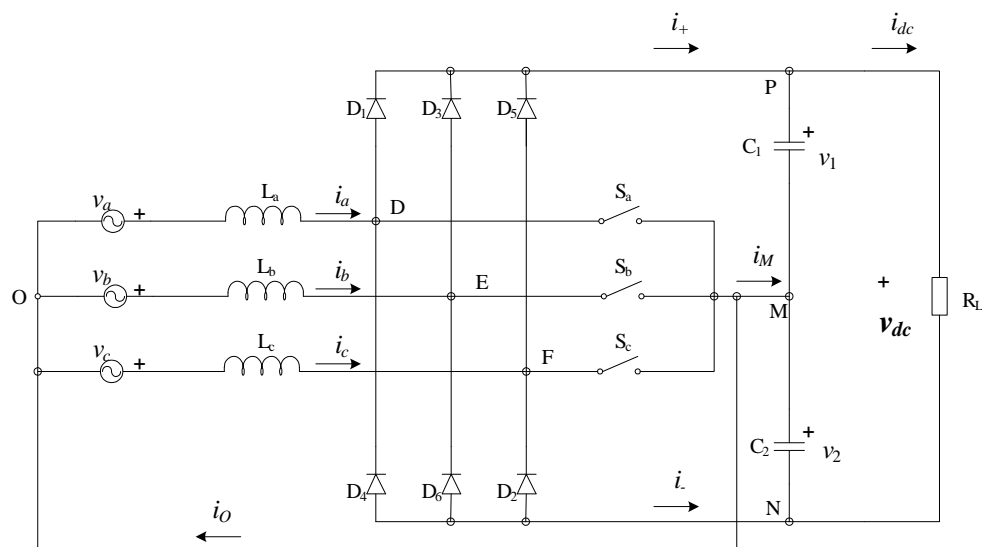 i+
idc
P
D1
D3
D5
C1
+
v1
va
+
La
ia
D
Sa
vb
+
Lb
ib
E
Sb
iM
O
M
+
vdc
RL
vc
+
Lc
ic
F
Sc
C2
+
v2
D4
D6
D2
i-
N
iO